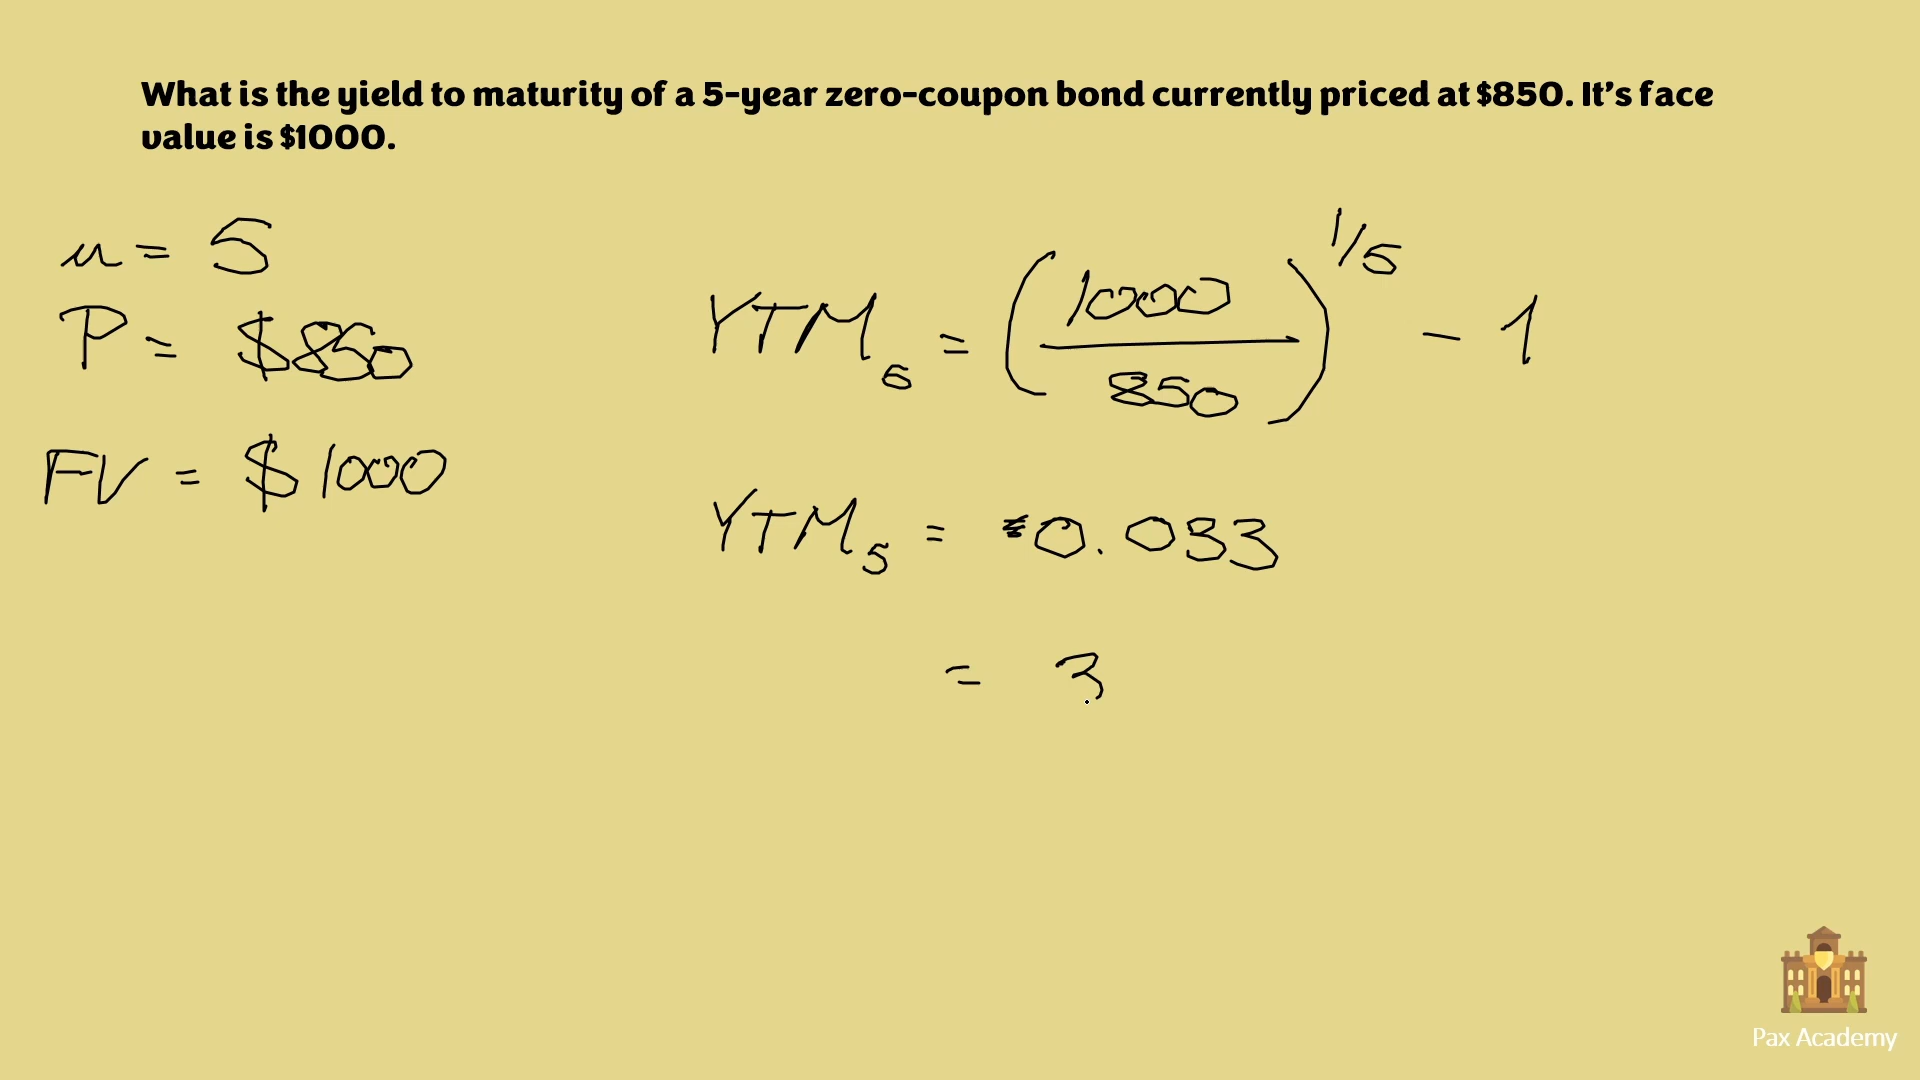 What is the yield to maturity of a 5-year zero-coupon bond currently priced at $850. It's face
value is $1000.
n = 5
P = $850
FV = $1000
YTM5 = (1000/850)^1/5 - 1
YTM5 = 0.033
= 3
Pax Academy